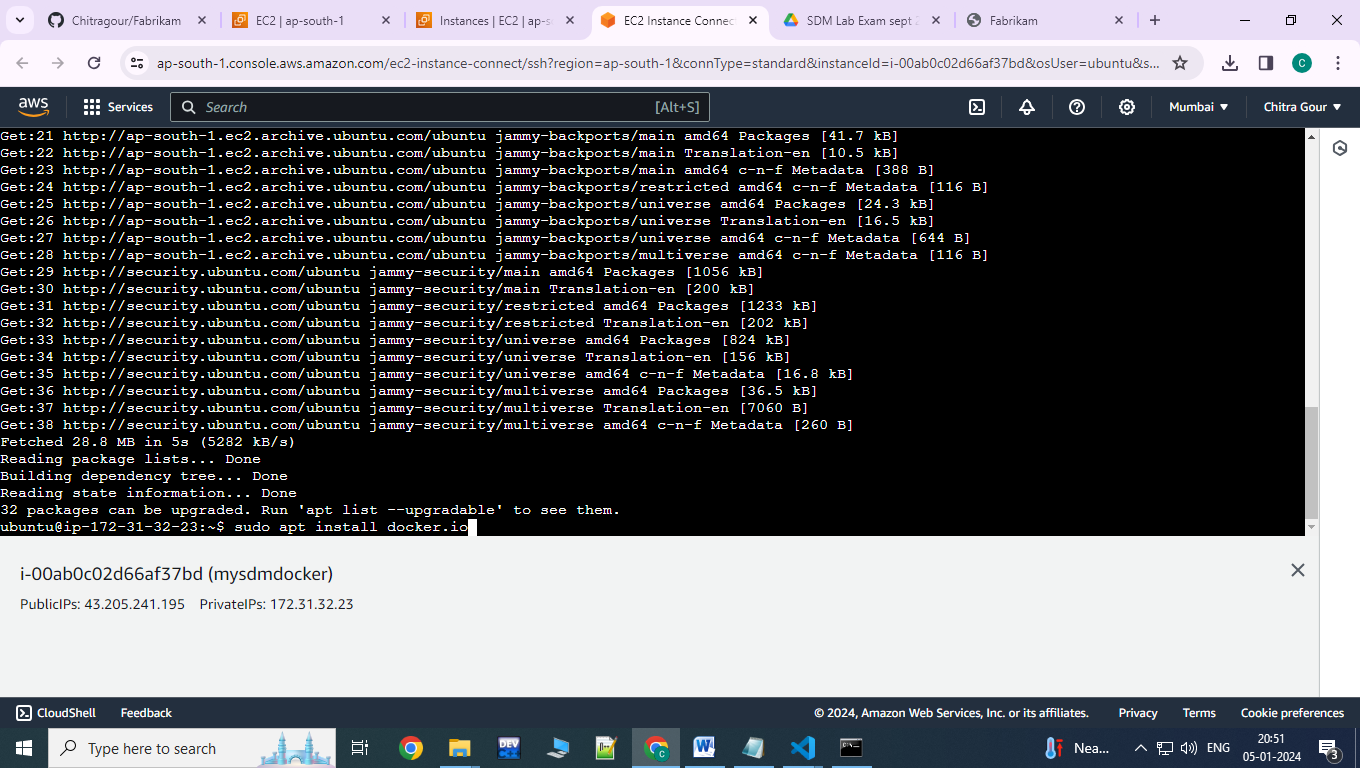 Chitragour/Fabrikam
EC2 | ap-south-1
Instances | EC2 | ap-s
EC2 Instance Connec
SDM Lab Exam sept 2
Fabrikam
ap-south-1.console.aws.amazon.com/ec2-instance-connect/ssh?region=ap-south-1&connType=standard&instanceId=i-00ab0c02d66af37bd&osUser=ubuntu&s...
C
aws
Services
Search
[Alt+S]
Mumbai
Chitra Gour
Get:21 http://ap-south-1.ec2.archive.ubuntu.com/ubuntu jammy-backports/main amd64 Packages [41.7 kB]
Get:22 http://ap-south-1.ec2.archive.ubuntu.com/ubuntu jammy-backports/main Translation-en [10.5 kB]
Get:23 http://ap-south-1.ec2.archive.ubuntu.com/ubuntu jammy-backports/main amd64 c-n-f Metadata [388 B]
Get:24 http://ap-south-1.ec2.archive.ubuntu.com/ubuntu jammy-backports/restricted amd64 c-n-f Metadata [116 B]
Get:25 http://ap-south-1.ec2.archive.ubuntu.com/ubuntu jammy-backports/universe amd64 Packages [24.3 kB]
Get:26 http://ap-south-1.ec2.archive.ubuntu.com/ubuntu jammy-backports/universe Translation-en [16.5 kB]
Get:27 http://ap-south-1.ec2.archive.ubuntu.com/ubuntu jammy-backports/universe amd64 c-n-f Metadata [644 B]
Get:28 http://ap-south-1.ec2.archive.ubuntu.com/ubuntu jammy-backports/multiverse amd64 c-n-f Metadata [116 B]
Get:29 http://security.ubuntu.com/ubuntu jammy-security/main amd64 Packages [1056 kB]
Get:30 http://security.ubuntu.com/ubuntu jammy-security/main Translation-en [200 kB]
Get:31 http://security.ubuntu.com/ubuntu jammy-security/restricted amd64 Packages [1233 kB]
Get:32 http://security.ubuntu.com/ubuntu jammy-security/restricted Translation-en [202 kB]
Get:33 http://security.ubuntu.com/ubuntu jammy-security/universe amd64 Packages [824 kB]
Get:34 http://security.ubuntu.com/ubuntu jammy-security/universe Translation-en [156 kB]
Get:35 http://security.ubuntu.com/ubuntu jammy-security/universe amd64 c-n-f Metadata [16.8 kB]
Get:36 http://security.ubuntu.com/ubuntu jammy-security/multiverse amd64 Packages [36.5 kB]
Get:37 http://security.ubuntu.com/ubuntu jammy-security/multiverse Translation-en [7060 B]
Get:38 http://security.ubuntu.com/ubuntu jammy-security/multiverse amd64 c-n-f Metadata [260 B]
Fetched 28.8 MB in 5s (5282 kB/s)
Reading package lists... Done
Building dependency tree... Done
Reading state information... Done
32 packages can be upgraded. Run 'apt list --upgradable' to see them.
ubuntu@ip-172-31-32-23:~$ sudo apt install docker.io
i-00ab0c02d66af37bd (mysdmdocker)
PublicIPs: 43.205.241.195 PrivateIPs: 172.31.32.23
CloudShell
Feedback
© 2024, Amazon Web Services, Inc. or its affiliates.
Privacy
Terms
Cookie preferences
Type here to search
DEV
Nea...
ENG
20:51
05-01-2024
3